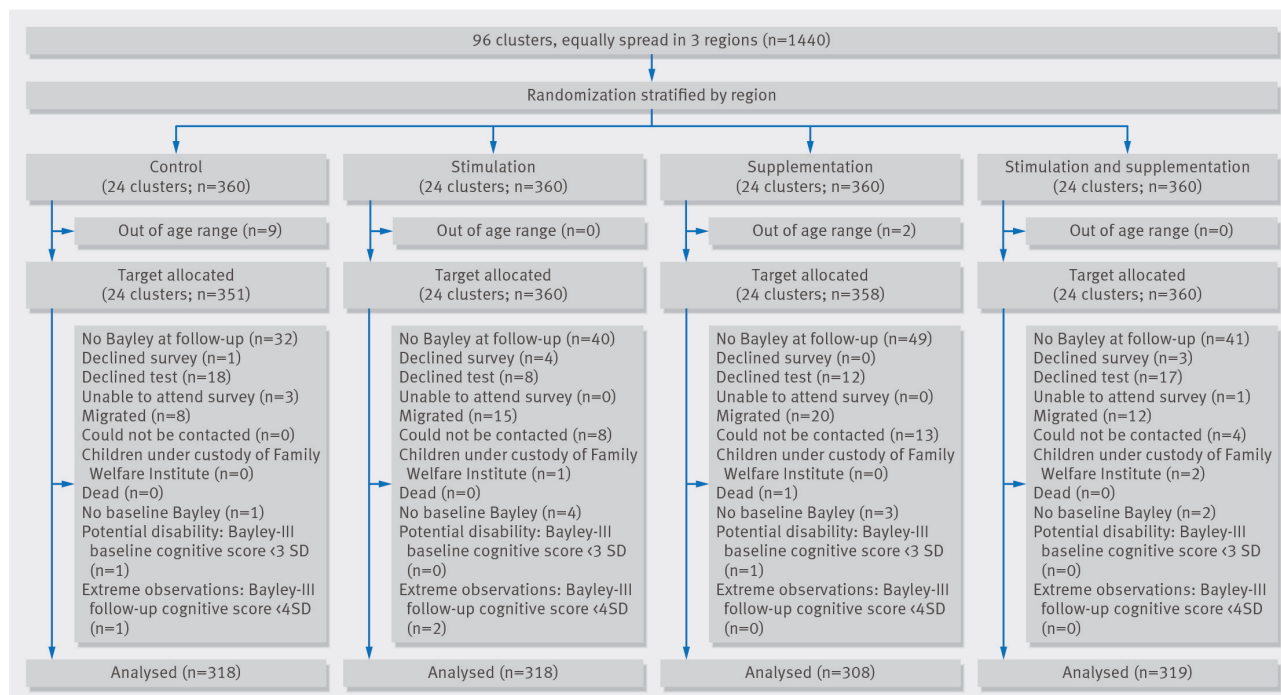 96 clusters, equally spread in 3 regions (n=1440)
Randomization stratified by region
Control
(24 clusters; n=360)
Out of age range (n=9)
Target allocated
(24 clusters; n=351)
No Bayley at follow-up (n=32)
Declined survey (n=1)
Declined test (n=18)
Unable to attend survey (n=3)
Migrated (n=8)
Could not be contacted (n=0)
Children under custody of Family
Welfare Institute (n=0)
Dead (n=0)
No baseline Bayley (n=1)
Potential disability: Bayley-III
baseline cognitive score <3 SD
(n=1)
Extreme observations: Bayley-III
follow-up cognitive score <4SD
(n=1)
Analysed (n=318)
Stimulation
(24 clusters; n=360)
Out of age range (n=0)
Target allocated
(24 clusters; n=360)
No Bayley at follow-up (n=40)
Declined survey (n=4)
Declined test (n=8)
Unable to attend survey (n=0)
Migrated (n=15)
Could not be contacted (n=8)
Children under custody of Family
Welfare Institute (n=1)
Dead (n=0)
No baseline Bayley (n=4)
Potential disability: Bayley-III
baseline cognitive score <3 SD
(n=0)
Extreme observations: Bayley-III
follow-up cognitive score <4SD
(n=2)
Analysed (n=318)
Supplementation
(24 clusters; n=360)
Out of age range (n=2)
Target allocated
(24 clusters; n=358)
No Bayley at follow-up (n=49)
Declined survey (n=0)
Declined test (n=12)
Unable to attend survey (n=0)
Migrated (n=20)
Could not be contacted (n=13)
Children under custody of Family
Welfare Institute (n=0)
Dead (n=1)
No baseline Bayley (n=3)
Potential disability: Bayley-III
baseline cognitive score <3 SD
(n=1)
Extreme observations: Bayley-III
follow-up cognitive score <4SD
(n=0)
Analysed (n=308)
Stimulation and supplementation
(24 clusters; n=360)
Out of age range (n=0)
Target allocated
(24 clusters; n=360)
No Bayley at follow-up (n=41)
Declined survey (n=3)
Declined test (n=17)
Unable to attend survey (n=1)
Migrated (n=12)
Could not be contacted (n=4)
Children under custody of Family
Welfare Institute (n=2)
Dead (n=0)
No baseline Bayley (n=2)
Potential disability: Bayley-III
baseline cognitive score <3 SD
(n=0)
Extreme observations: Bayley-III
follow-up cognitive score <4SD
(n=0)
Analysed (n=319)